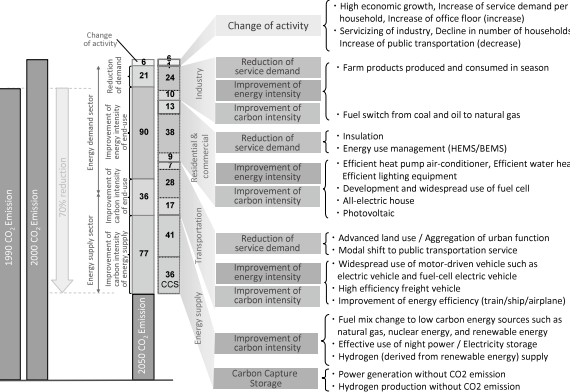 ・High economic growth, Increase of service demand per
household, Increase of office floor (increase)
・Servicizing of industry, Decline in number of households
Increase of public transportation (decrease)
Change of activity
Change
of activity
6
21
90
36
77
2050 CO2 Emission
6
4
24
10
13
38
9
7
28
17
41
36
CCS
1990 CO2 Emission
2000 CO2 Emission
70% reduction
Energy demand sector
Energy supply sector
Reduction
of demand
Improvement of
energy intensity
of end-use
Improvement of
carbon intensity
of end-use
Improvement of
carbon intensity
of energy supply
Industry
Reduction of
service demand
Improvement of
energy intensity
Improvement of
carbon intensity
・Farm products produced and consumed in season
・Fuel switch from coal and oil to natural gas
Residential &
commercial
Reduction of
service demand
Improvement of
energy intensity
Improvement of
carbon intensity
・Insulation
・Energy use management (HEMS/BEMS)
・Efficient heat pump air-conditioner, Efficient water hea
Efficient lighting equipment
・Development and widespread use of fuel cell
・All-electric house
・Photovoltaic
Transportation
Reduction of
service demand
Improvement of
energy intensity
Improvement of
carbon intensity
・Advanced land use / Aggregation of urban function
・Modal shift to public transportation service
・Widespread use of motor-driven vehicle such as
electric vehicle and fuel-cell electric vehicle
・High efficiency freight vehicle
・Improvement of energy efficiency (train/ship/airplane)
Energy supply
Improvement of
carbon intensity
・Fuel mix change to low carbon energy sources such as
natural gas, nuclear energy, and renewable energy
・Effective use of night power / Electricity storage
・Hydrogen (derived from renewable energy) supply
Carbon Capture
Storage
・Power generation without CO2 emission
・Hydrogen production without CO2 emission